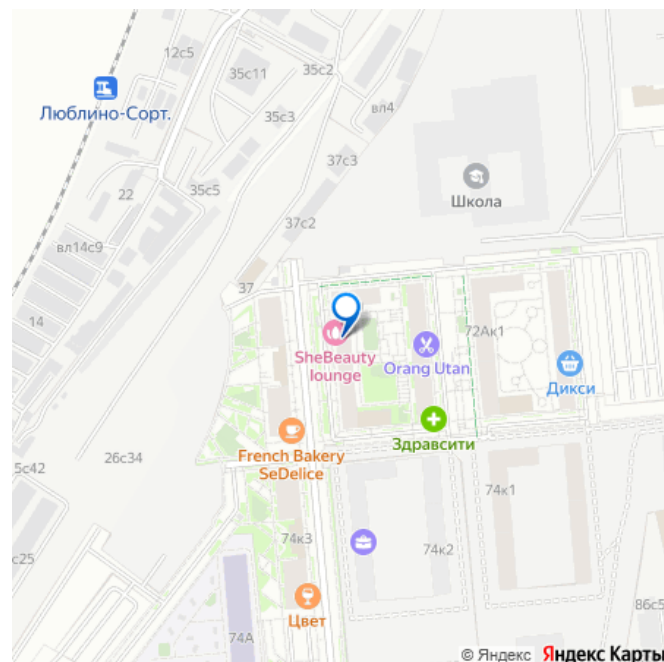 12с5
35с2
35с11
Люблино-Сорт.
35с3
вл4
37с3
22
35с5
Школа
37с2
вл14с9
37
14
SheBeauty
lounge
Orang Utan
72Ак1
Дикси
French Bakery
SeDelice
Здравсити
26с34
5с42
74к1
с25
74к3
74к2
Цвет
74А
86с5
© Яндекс Яндекс Карты